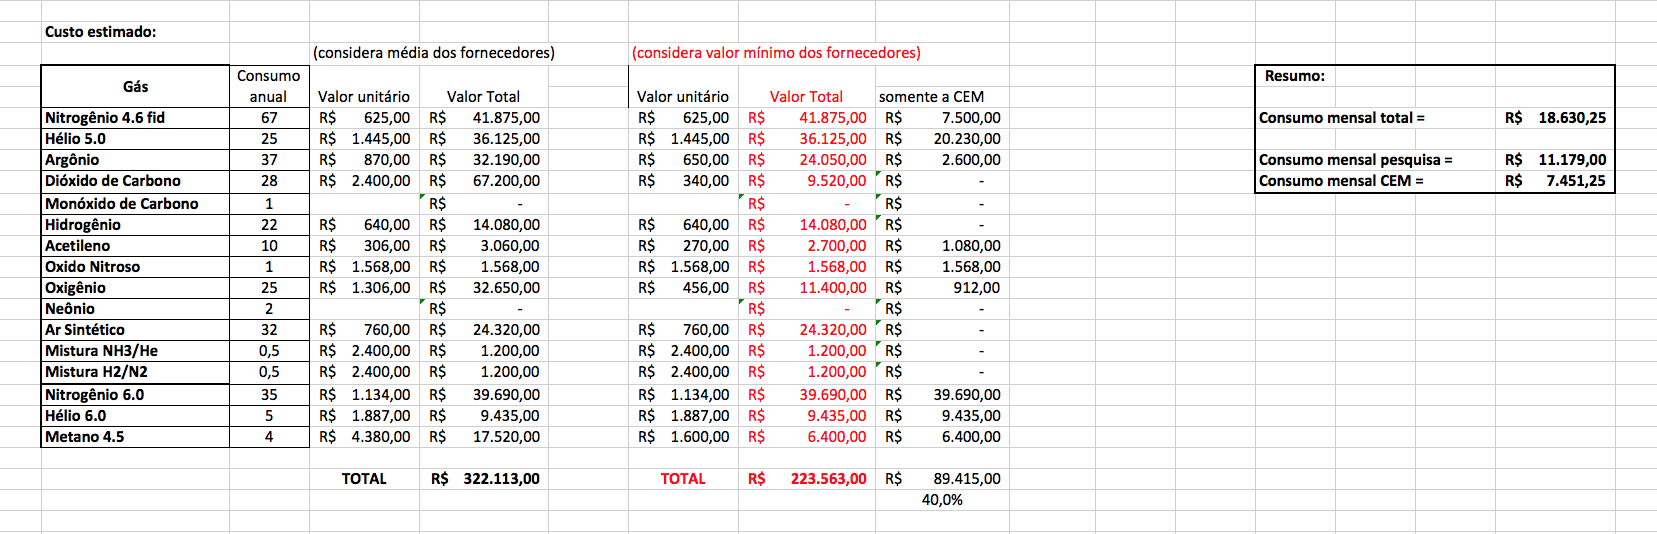 Custo estimado:
(considera média dos fornecedores) (considera valor mínimo dos fornecedores)
Gás Consumo anual Valor unitário Valor Total Valor unitário Valor Total somente a CEM Resumo:
Nitrogênio 4.6 fid 67 R$ 625,00 R$ 41.875,00 R$ 625,00 R$ 41.875,00 R$ 7.500,00 Consumo mensal total = R$ 18.630,25
Hélio 5.0 25 R$ 1.445,00 R$ 36.125,00 R$ 1.445,00 R$ 36.125,00 R$ 20.230,00
Argônio 37 R$ 870,00 R$ 32.190,00 R$ 650,00 R$ 24.050,00 R$ 2.600,00 Consumo mensal pesquisa = R$ 11.179,00
Dióxido de Carbono 28 R$ 2.400,00 R$ 67.200,00 R$ 340,00 R$ 9.520,00 R$ - Consumo mensal CEM = R$ 7.451,25
Monóxido de Carbono 1 R$ - R$ - R$ -
Hidrogênio 22 R$ 640,00 R$ 14.080,00 R$ 640,00 R$ 14.080,00 R$ -
Acetileno 10 R$ 306,00 R$ 3.060,00 R$ 270,00 R$ 2.700,00 R$ 1.080,00
Oxido Nitroso 1 R$ 1.568,00 R$ 1.568,00 R$ 1.568,00 R$ 1.568,00 R$ 1.568,00
Oxigênio 25 R$ 1.306,00 R$ 32.650,00 R$ 456,00 R$ 11.400,00 R$ 912,00
Neônio 2 R$ - R$ - R$ -
Ar Sintético 32 R$ 760,00 R$ 24.320,00 R$ 760,00 R$ 24.320,00 R$ -
Mistura NH3/He 0,5 R$ 2.400,00 R$ 1.200,00 R$ 2.400,00 R$ 1.200,00 R$ -
Mistura H2/N2 0,5 R$ 2.400,00 R$ 1.200,00 R$ 2.400,00 R$ 1.200,00 R$ -
Nitrogênio 6.0 35 R$ 1.134,00 R$ 39.690,00 R$ 1.134,00 R$ 39.690,00 R$ 39.690,00
Hélio 6.0 5 R$ 1.887,00 R$ 9.435,00 R$ 1.887,00 R$ 9.435,00 R$ 9.435,00
Metano 4.5 4 R$ 4.380,00 R$ 17.520,00 R$ 1.600,00 R$ 6.400,00 R$ 6.400,00
TOTAL R$ 322.113,00 TOTAL R$ 223.563,00 R$ 89.415,00
40,0%